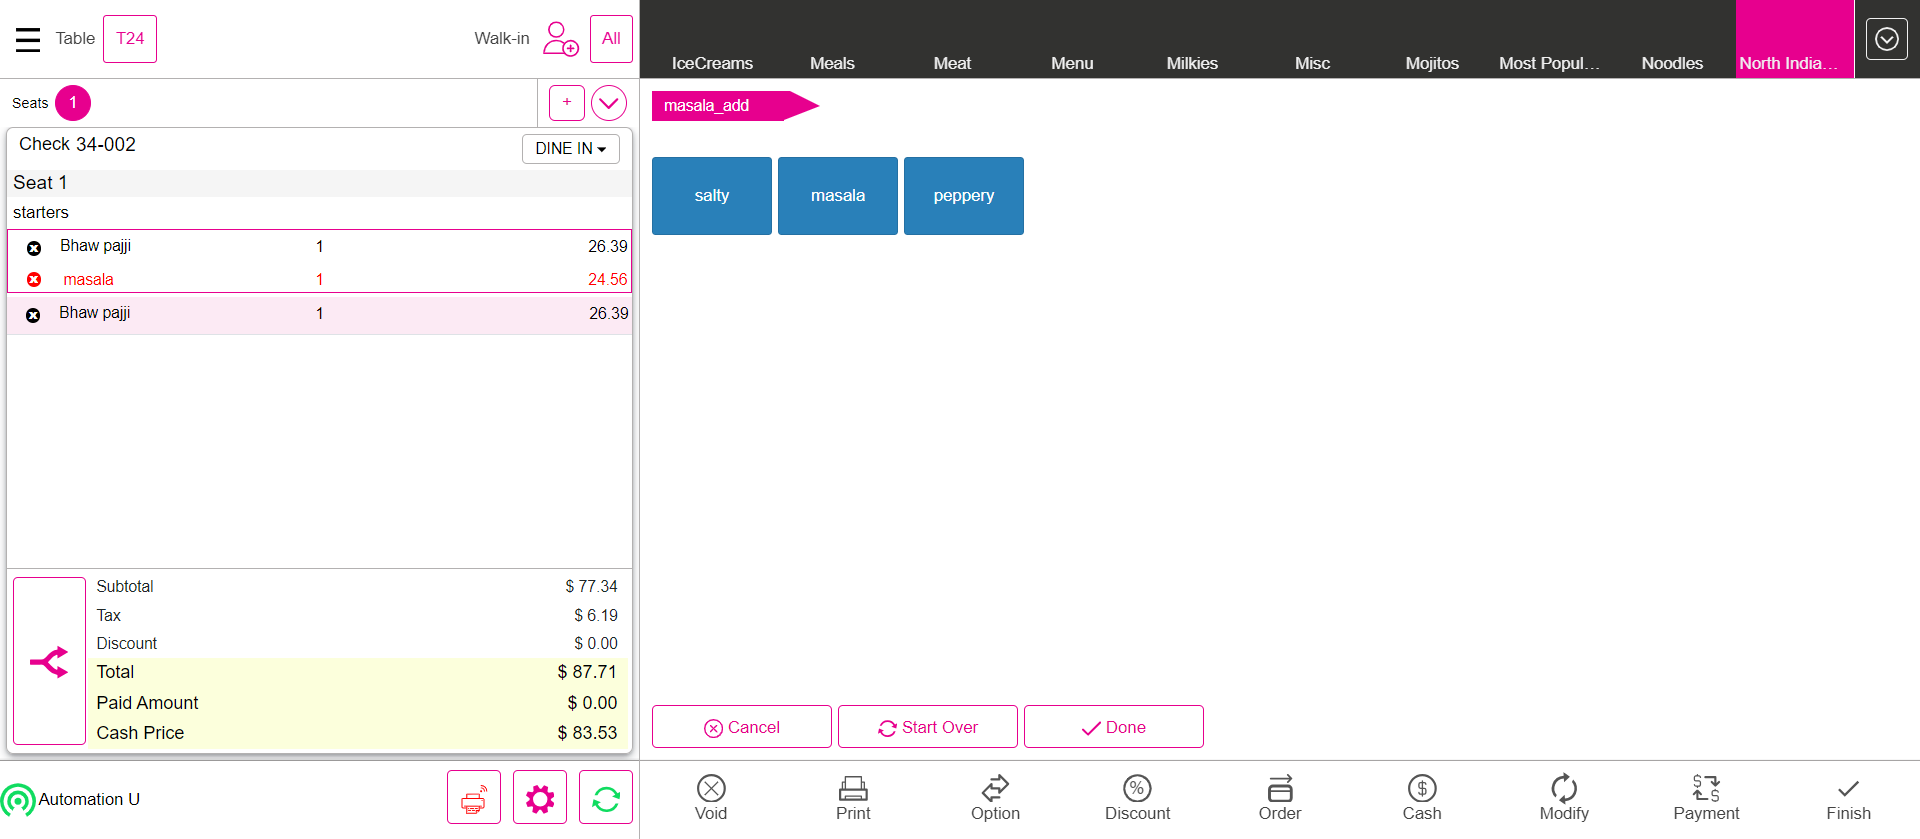 Table T24 Walk-in All
IceCreams Meals Meat Menu Milkies Misc Mojitos Most Popul... Noodles North India...
Seats 1 +
masala_add
Check 34-002 DINE IN
Seat 1
starters
Bhaw pajji 1 26.39
masala 1 24.56
Bhaw pajji 1 26.39
salty masala peppery
Subtotal $ 77.34
Tax $ 6.19
Discount $ 0.00
Total $ 87.71
Paid Amount $ 0.00
Cash Price $ 83.53
Cancel Start Over Done
Automation U
Void Print Option Discount Order Cash Modify Payment Finish